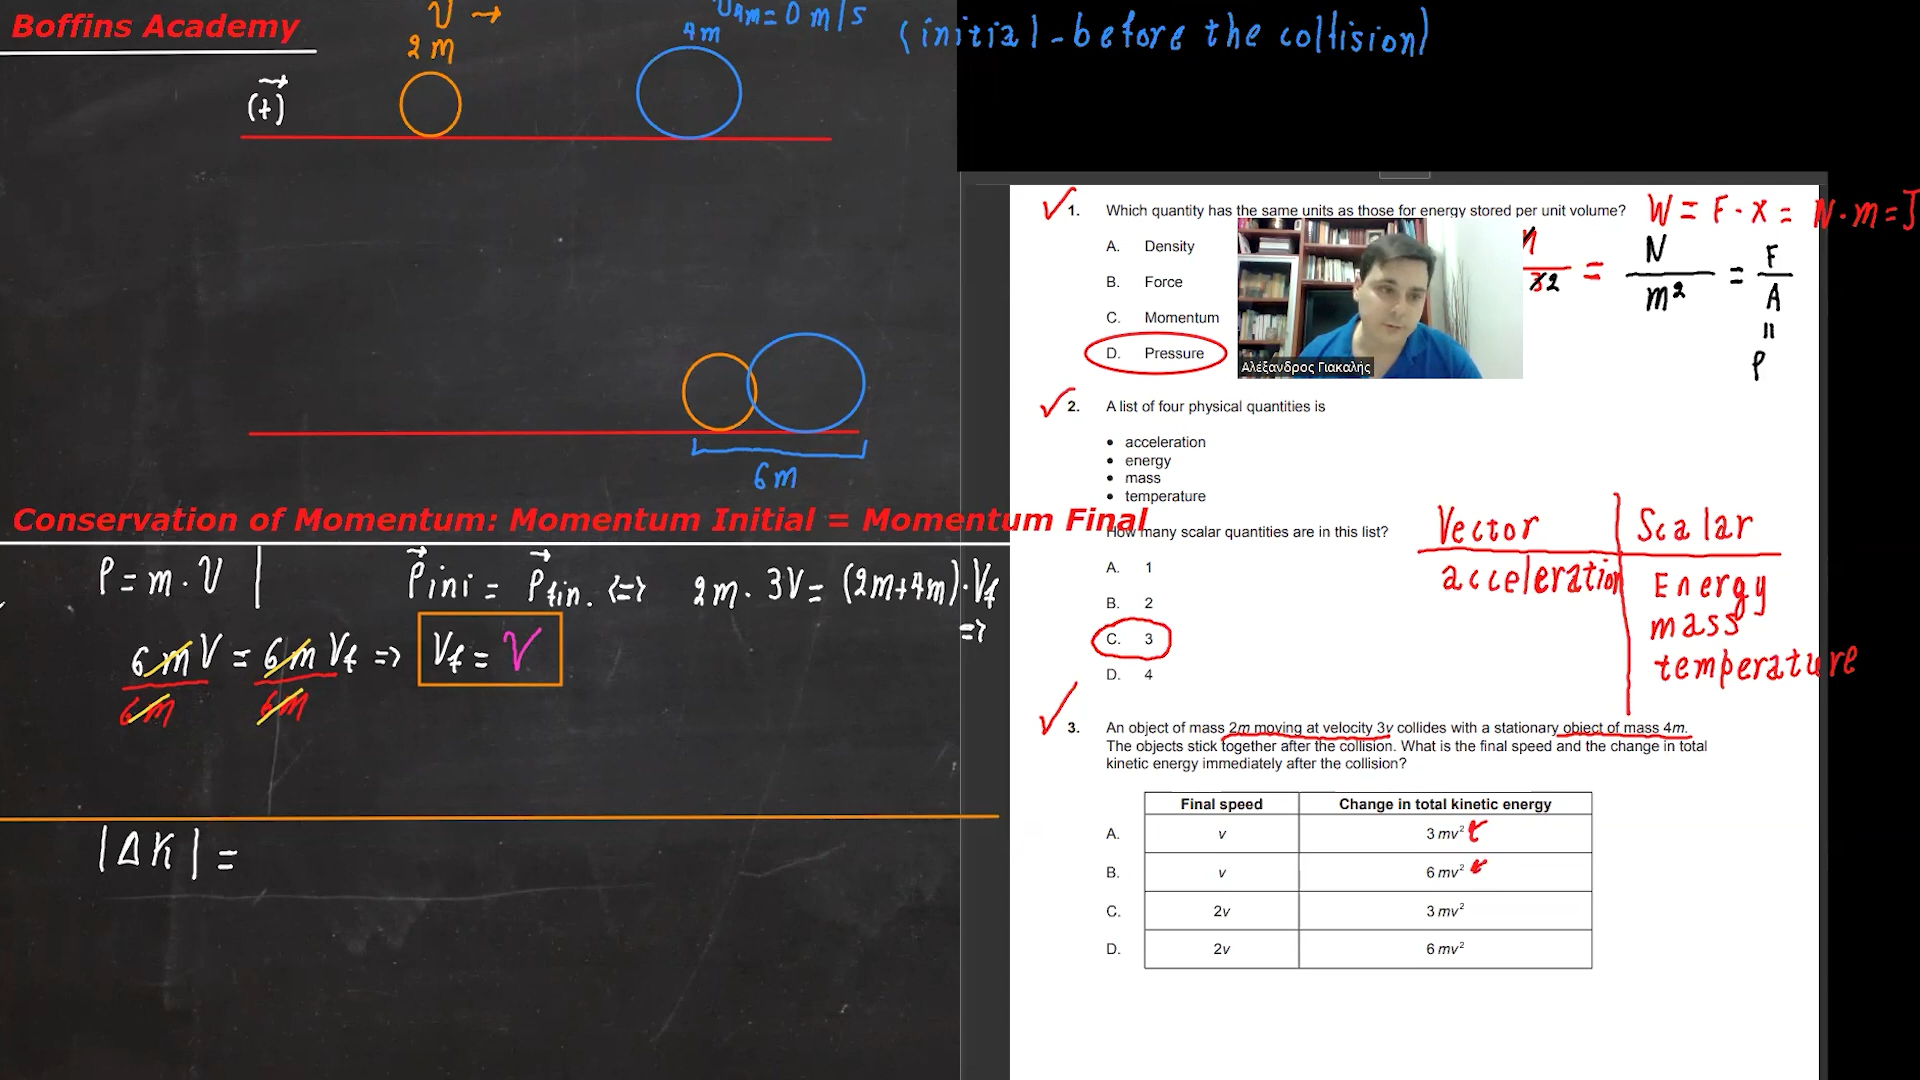 Boffins Academy
V →
2m
4m
V4m = 0 m/s
(initial - before the collision)
(+)
6m
Conservation of Momentum: Momentum Initial = Momentum Final
P = m · V
Pini = Pfin. <=> 2m · 3V = (2m+4m) · Vf
=>
6mV = 6m Vf => Vf = V
6m 6m
|ΔK| =
1. Which quantity has the same units as those for energy stored per unit volume?
W = F · x = N · m = J
A. Density
B. Force
C. Momentum
D. Pressure
= N/m² = F/A
=
P
Αλέξανδρος Γιακαλής
2. A list of four physical quantities is
• acceleration
• energy
• mass
• temperature
How many scalar quantities are in this list?
A. 1
B. 2
C. 3
D. 4
Vector Scalar
acceleration Energy
mass
temperature
3. An object of mass 2m moving at velocity 3v collides with a stationary object of mass 4m.
The objects stick together after the collision. What is the final speed and the change in total
kinetic energy immediately after the collision?
Final speed Change in total kinetic energy
A. v 3 mv²
B. v 6 mv²
C. 2v 3 mv²
D. 2v 6 mv²